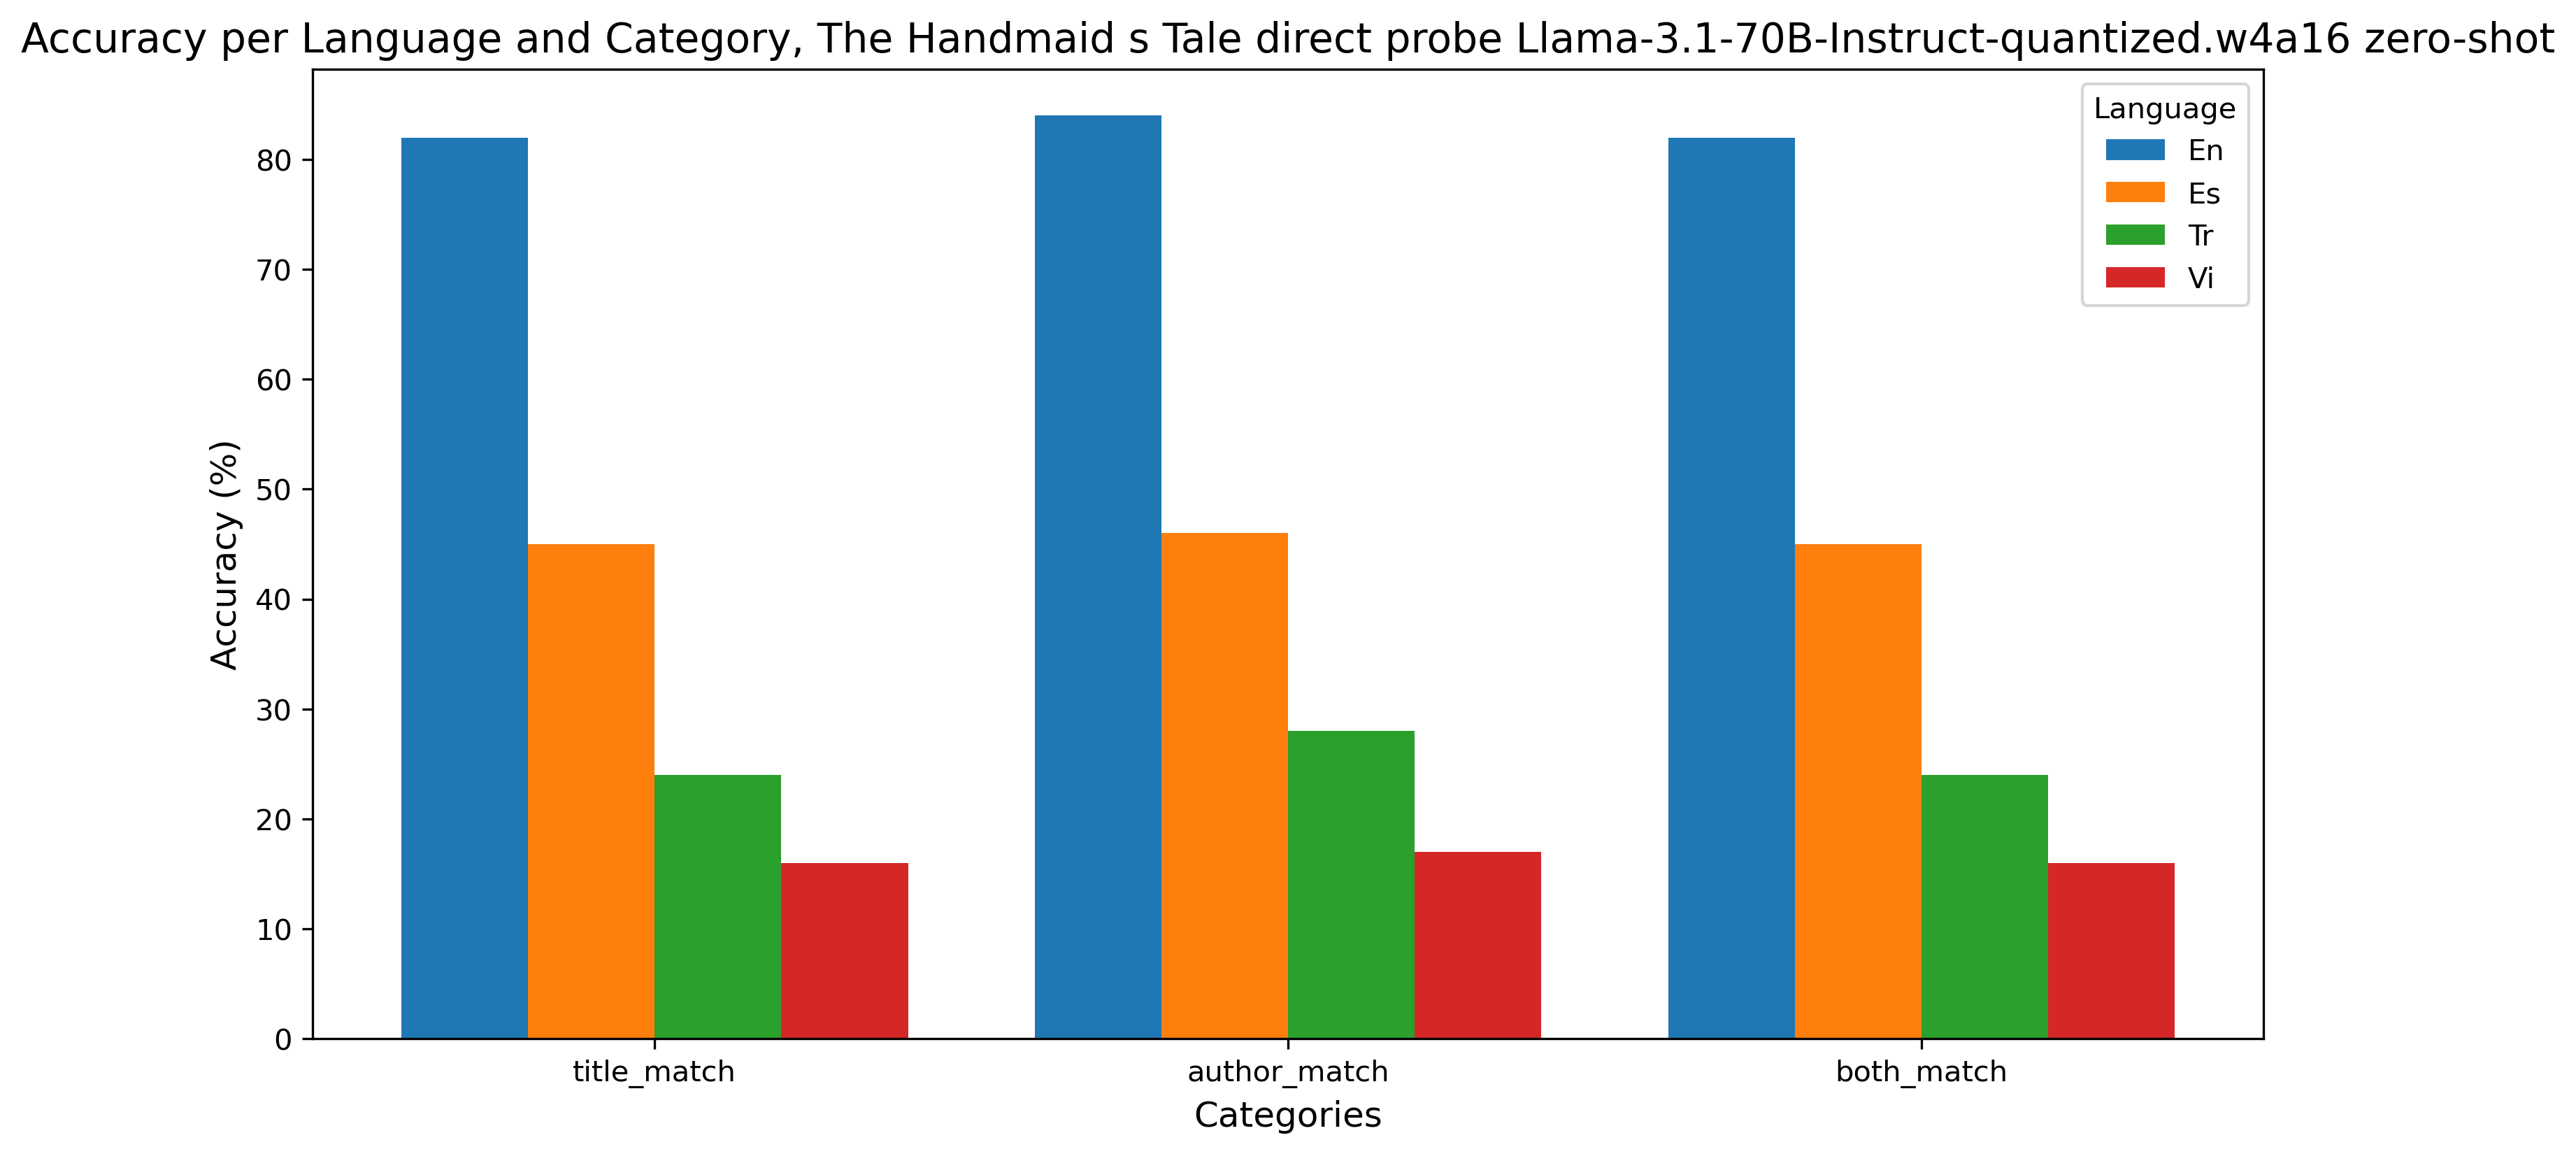 Accuracy per Language and Category, The Handmaid s Tale direct probe Llama-3.1-70B-Instruct-quantized.w4a16 zero-shot
Language
En
Es
Tr
Vi
Accuracy (%)
80
70
60
50
40
30
20
10
0
title_match author_match both_match
Categories